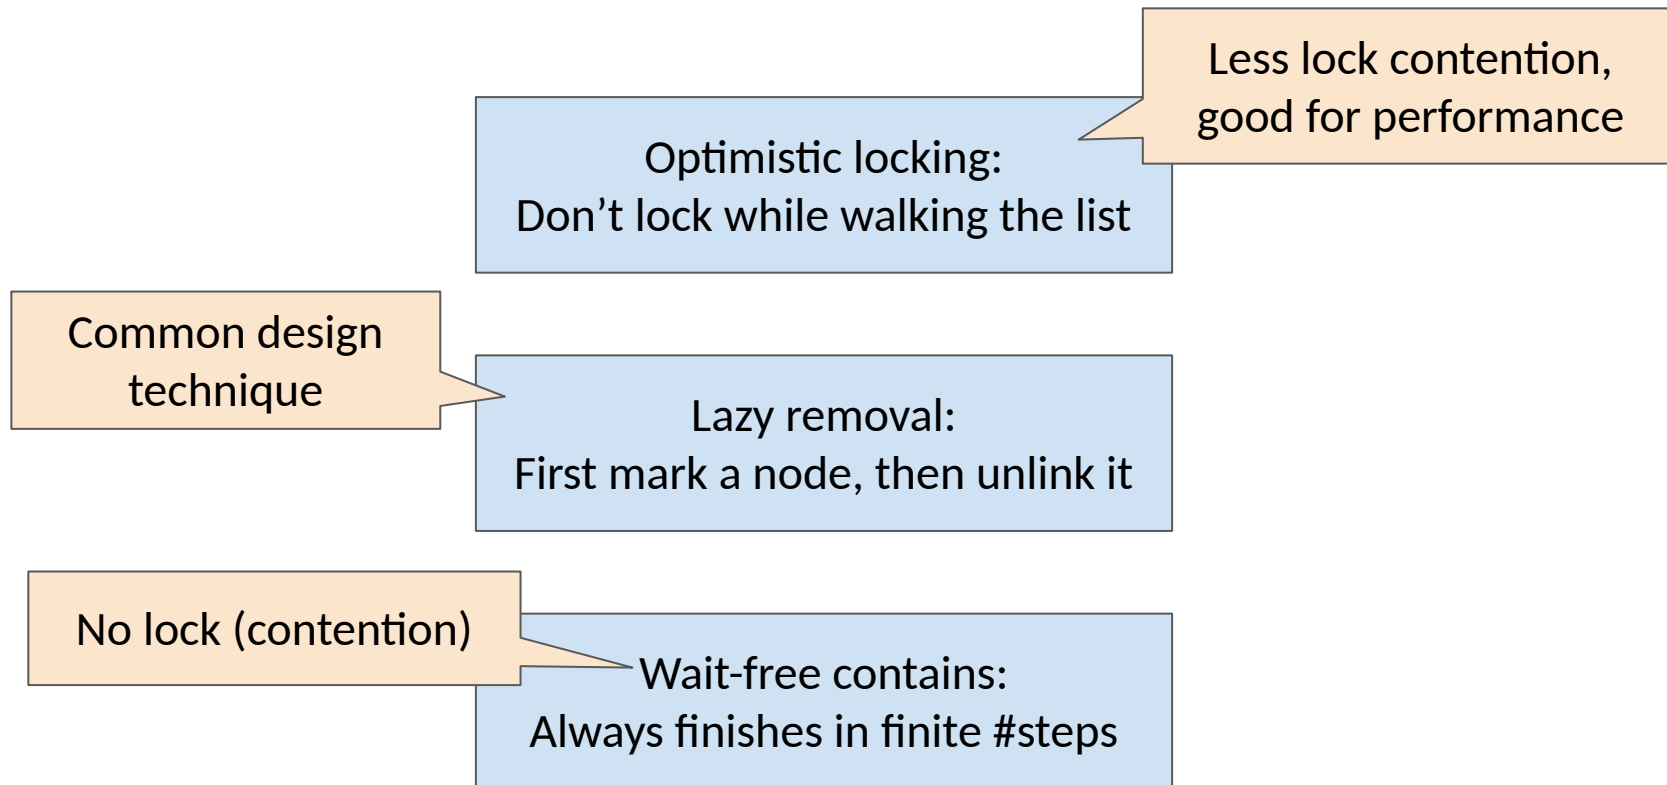 Less lock contention,
good for performance
Optimistic locking:
Don’t lock while walking the list
Common design
technique
Lazy removal:
First mark a node, then unlink it
No lock (contention)
Wait-free contains:
Always finishes in finite #steps